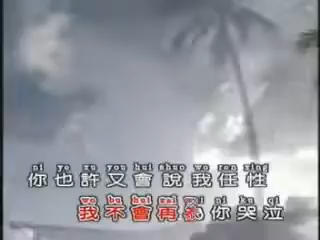 ni ye xu you hui shuo wo ren xing
你也許又會說我任性
wo bu hui zai wei ni ku qi
我不會再為你哭泣